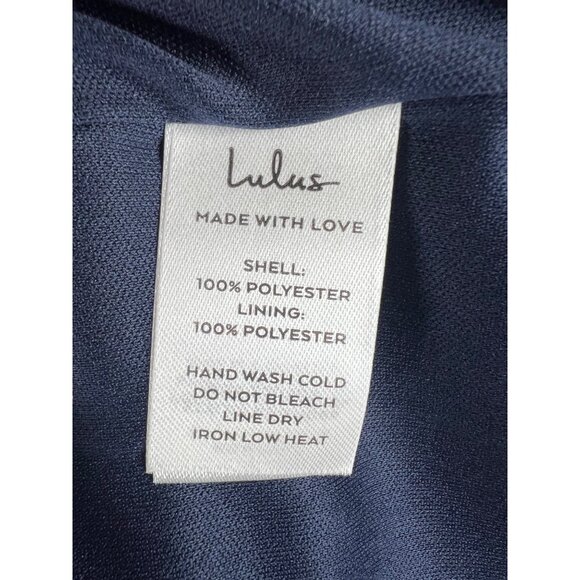 Lulus
MADE WITH LOVE
SHELL:
100% POLYESTER
LINING:
100% POLYESTER
HAND WASH COLD
DO NOT BLEACH
LINE DRY
IRON LOW HEAT